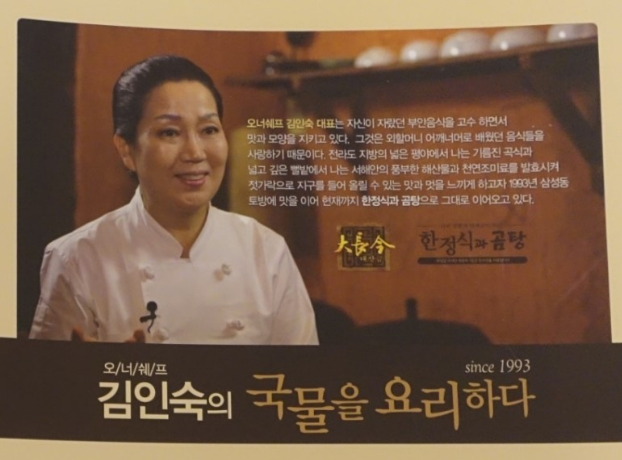 오너쉐프 김인숙 대표는 자신이 자랐던 부안음식을 고수 하면서
맛과 모양을 지키고 있다. 그것은 외할머니 어깨너머로 배웠던 음식들을
사랑하기 때문이다. 전라도 지방의 넓은 평야에서 나는 기름진 곡식과
넓고 깊은 뻘밭에서 나는 서해안의 풍부한 해산물과 천연조미료를 발효시켜
젓가락으로 지구를 들어 올릴 수 있는 맛과 멋을 느끼게 하고자 1993년 삼성동
토방에 맛을 이어 현재까지 한정식과 곰탕으로 그대로 이어오고 있다.
大長今
한정식과 곰탕
오/너/쉐/프
since 1993
김인숙의 국물을 요리하다